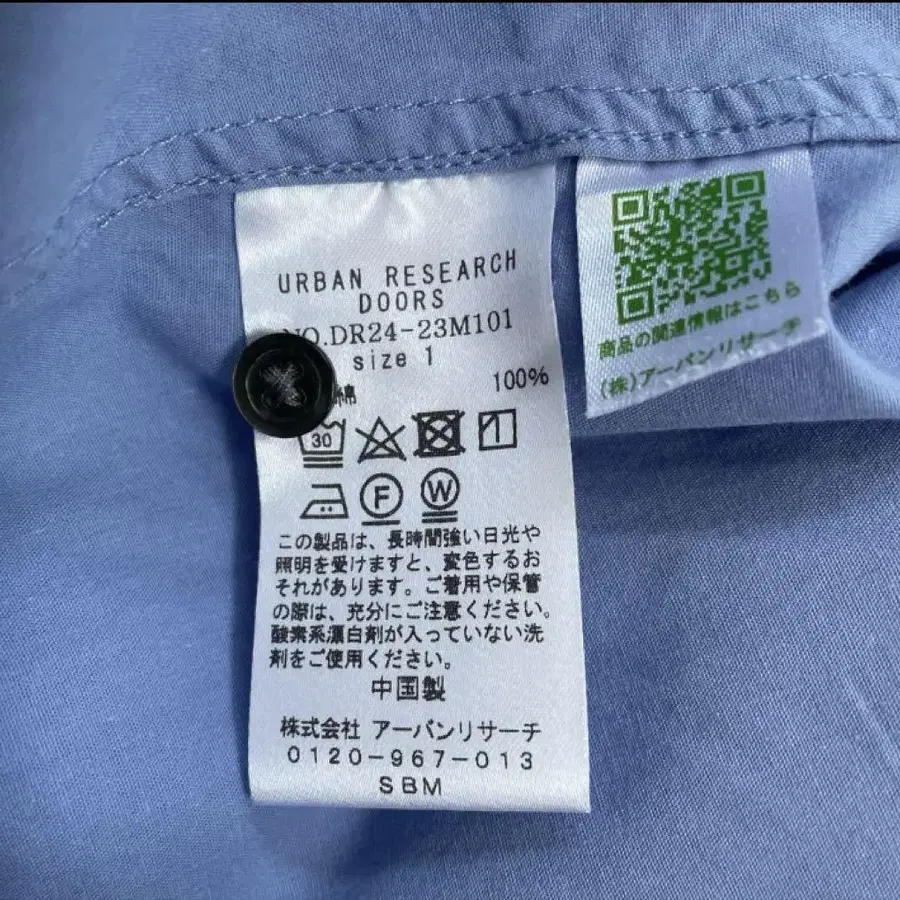 URBAN RESEARCH
DOORS
NO.DR24-23M101
size 1
綿 100%
30
F W
この製品は、長時間強い日光や
照明を受けますと、変色するお
それがあります。ご着用や保管
の際は、充分にご注意ください。
酸素系漂白剤が入っていない洗
剤をご使用ください。
中国製
株式会社 アーバンリサーチ
0120-967-013
SBM
商品の関連情報はこちら
(株)アーバンリサーチ